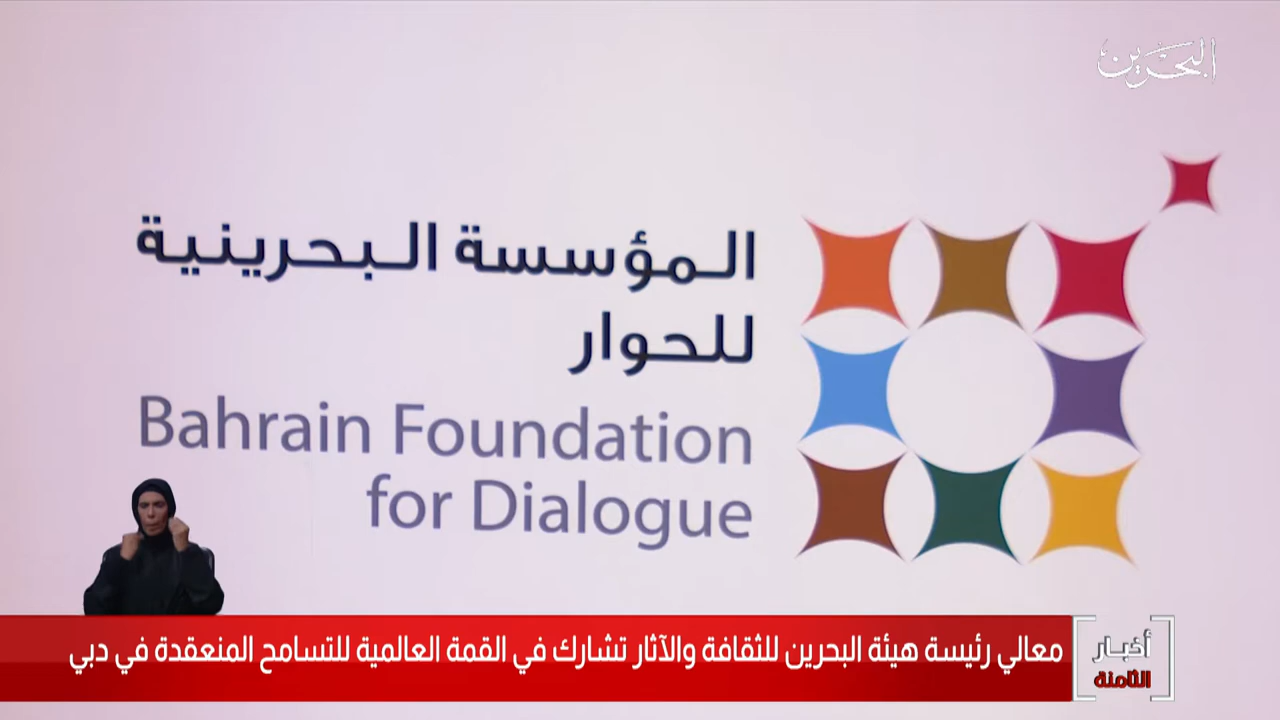 البحرين
المؤسسة البحرينية
للحوار
Bahrain Foundation
for Dialogue
أخبار
الثامنة
معالي رئيسة هيئة البحرين للثقافة والآثار تشارك في القمة العالمية للتسامح المنعقدة في دبي